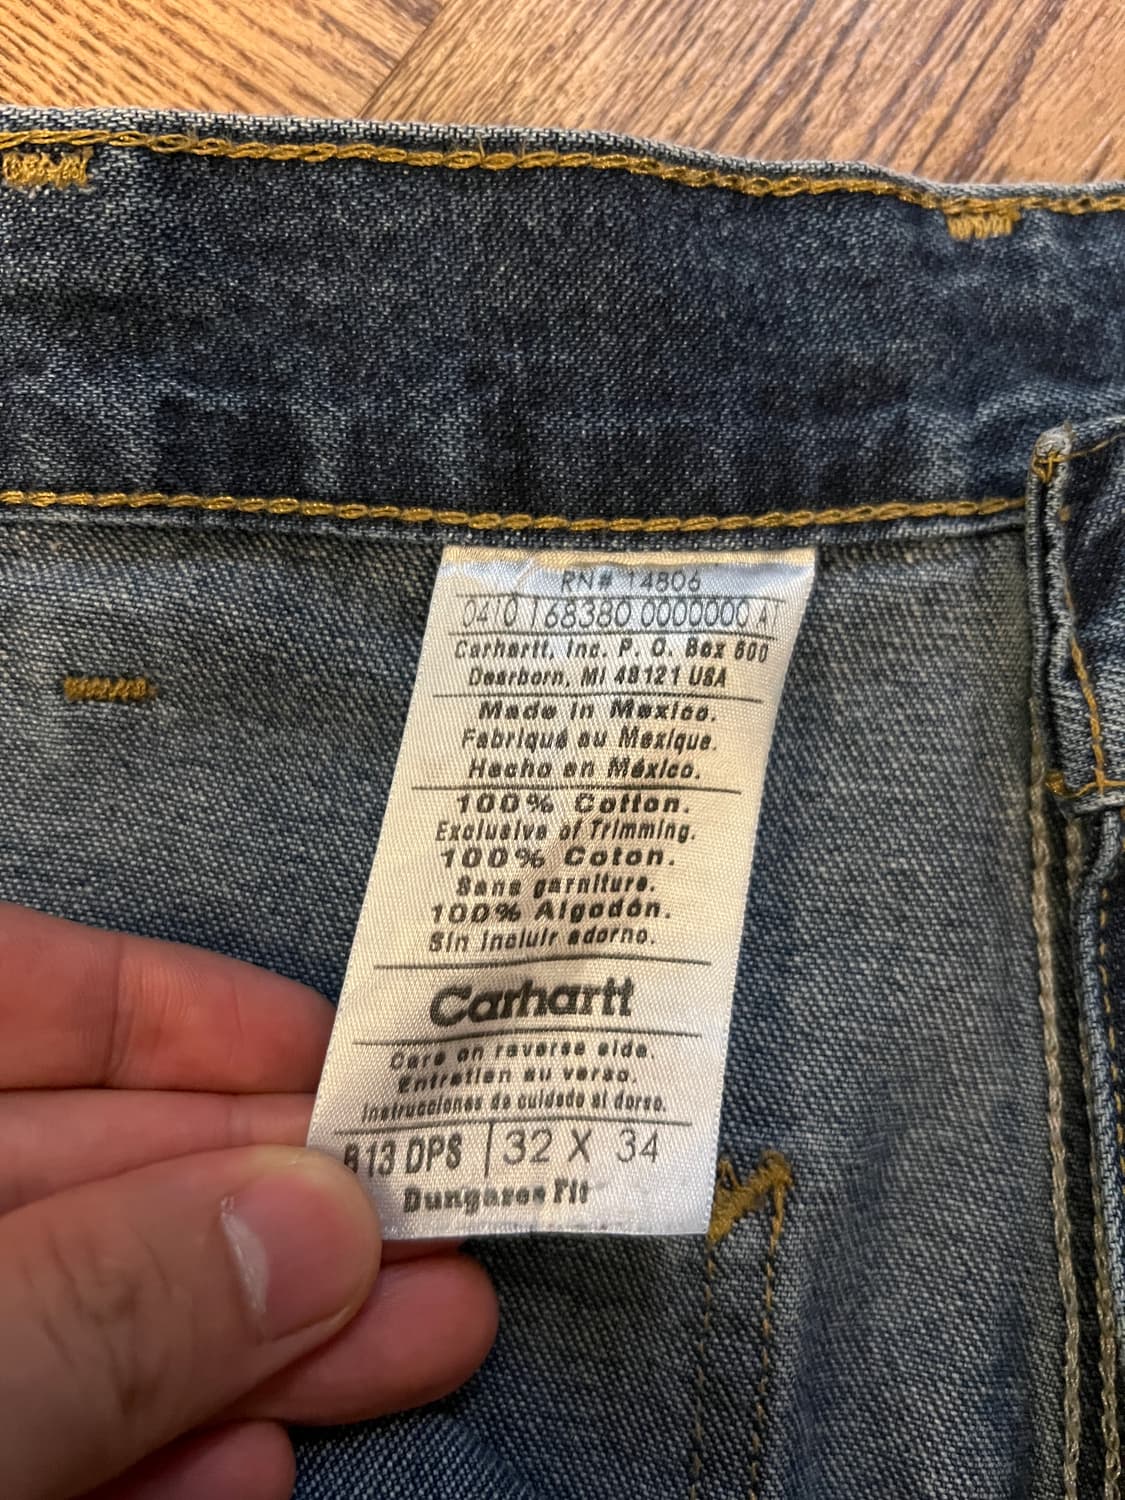 RN# 14806
0410 168380 0000000 AT
Carhartt, Inc. P. O. Box 600
Dearborn, MI 48121 USA
Made in Mexico.
Fabriqué au Mexique.
Hecho en México.
100% Cotton.
Exclusive of Trimming.
100% Coton.
Sans garniture.
100% Algodón.
Sin incluir adorno.
Carhartt
Care on reverse side.
Entretien au verso.
Instrucciones de cuidado al dorso.
B13 DPS 32 X 34
Dungaree Fit